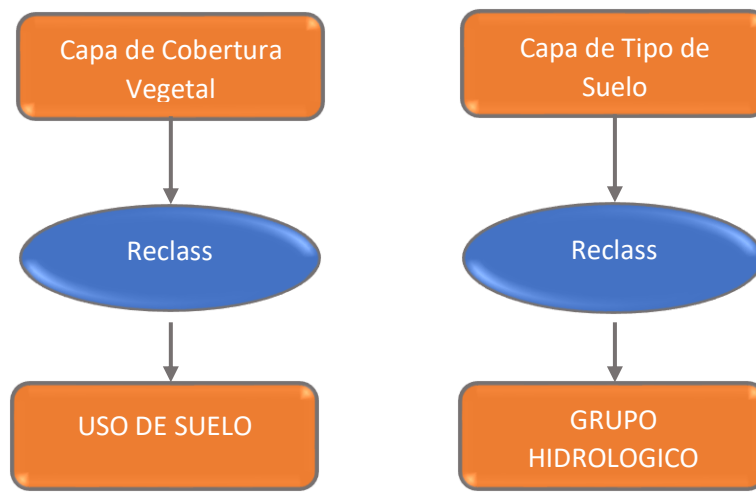 Capa de Cobertura
Vegetal
Reclass
USO DE SUELO
Capa de Tipo de
Suelo
Reclass
GRUPO
HIDROLOGICO